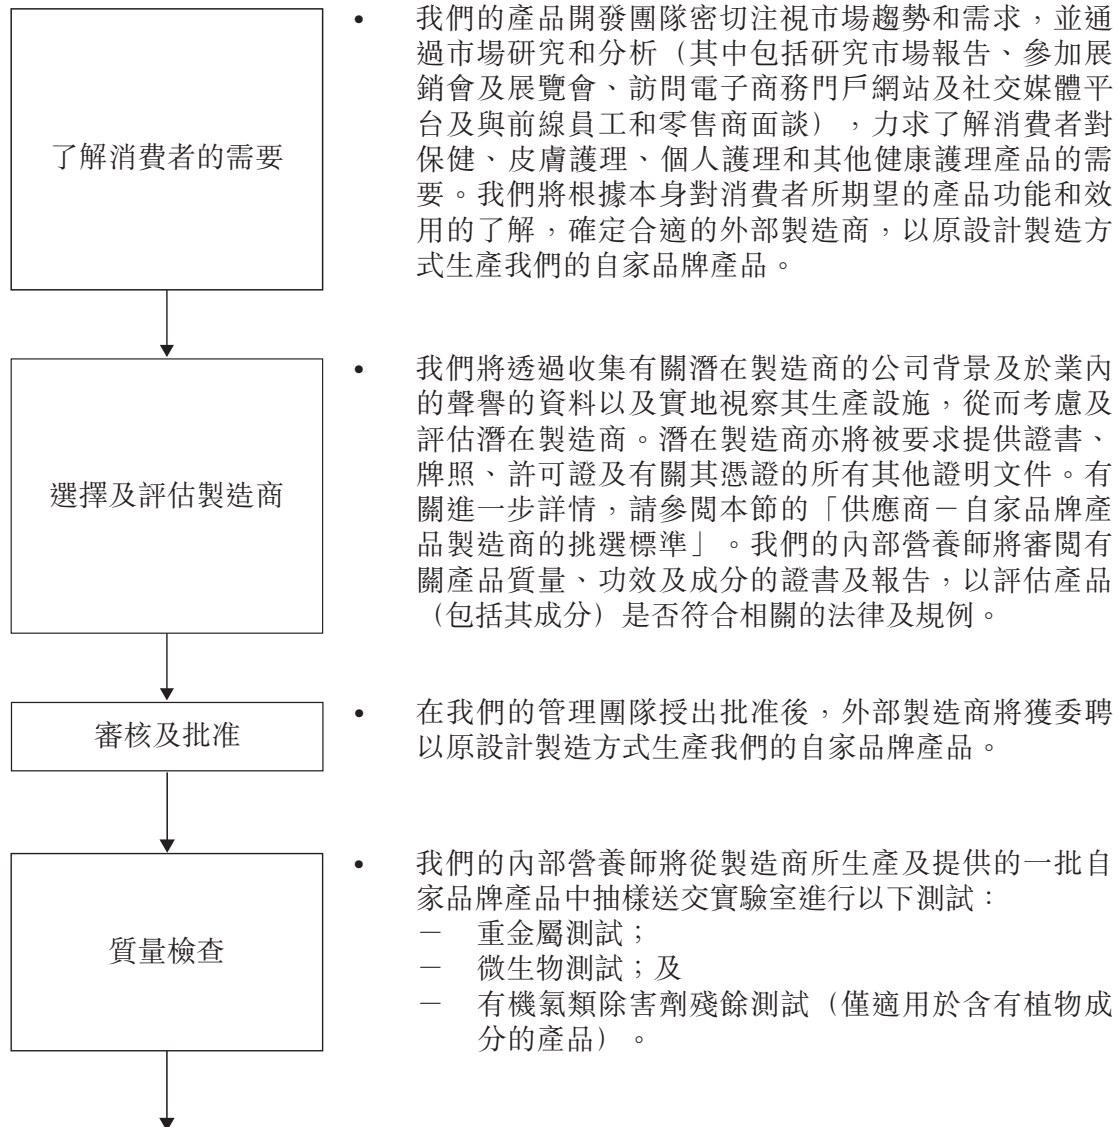 了解消費者的需要
• 我們的產品開發團隊密切注視市場趨勢和需求，並通
過市場研究和分析（其中包括研究市場報告、參加展
銷會及展覽會、訪問電子商務門戶網站及社交媒體平
台及與前線員工和零售商面談），力求了解消費者對
保健、皮膚護理、個人護理和其他健康護理產品的需
要。我們將根據本身對消費者所期望的產品功能和效
用的了解，確定合適的外部製造商，以原設計製造方
式生產我們的自家品牌產品。
選擇及評估製造商
• 我們將透過收集有關潛在製造商的公司背景及於業內
的聲譽的資料以及實地視察其生產設施，從而考慮及
評估潛在製造商。潛在製造商亦將被要求提供證書、
牌照、許可證及有關其憑證的所有其他證明文件。有
關進一步詳情，請參閱本節的「供應商－自家品牌產
品製造商的挑選標準」。我們的內部營養師將審閱有
關產品質量、功效及成分的證書及報告，以評估產品
（包括其成分）是否符合相關的法律及規例。
審核及批准
• 在我們的管理團隊授出批准後，外部製造商將獲委聘
以原設計製造方式生產我們的自家品牌產品。
質量檢查
• 我們的內部營養師將從製造商所生產及提供的一批自
家品牌產品中抽樣送交實驗室進行以下測試：
－ 重金屬測試；
－ 微生物測試；及
－ 有機氯類除害劑殘餘測試（僅適用於含有植物成
分的產品）。